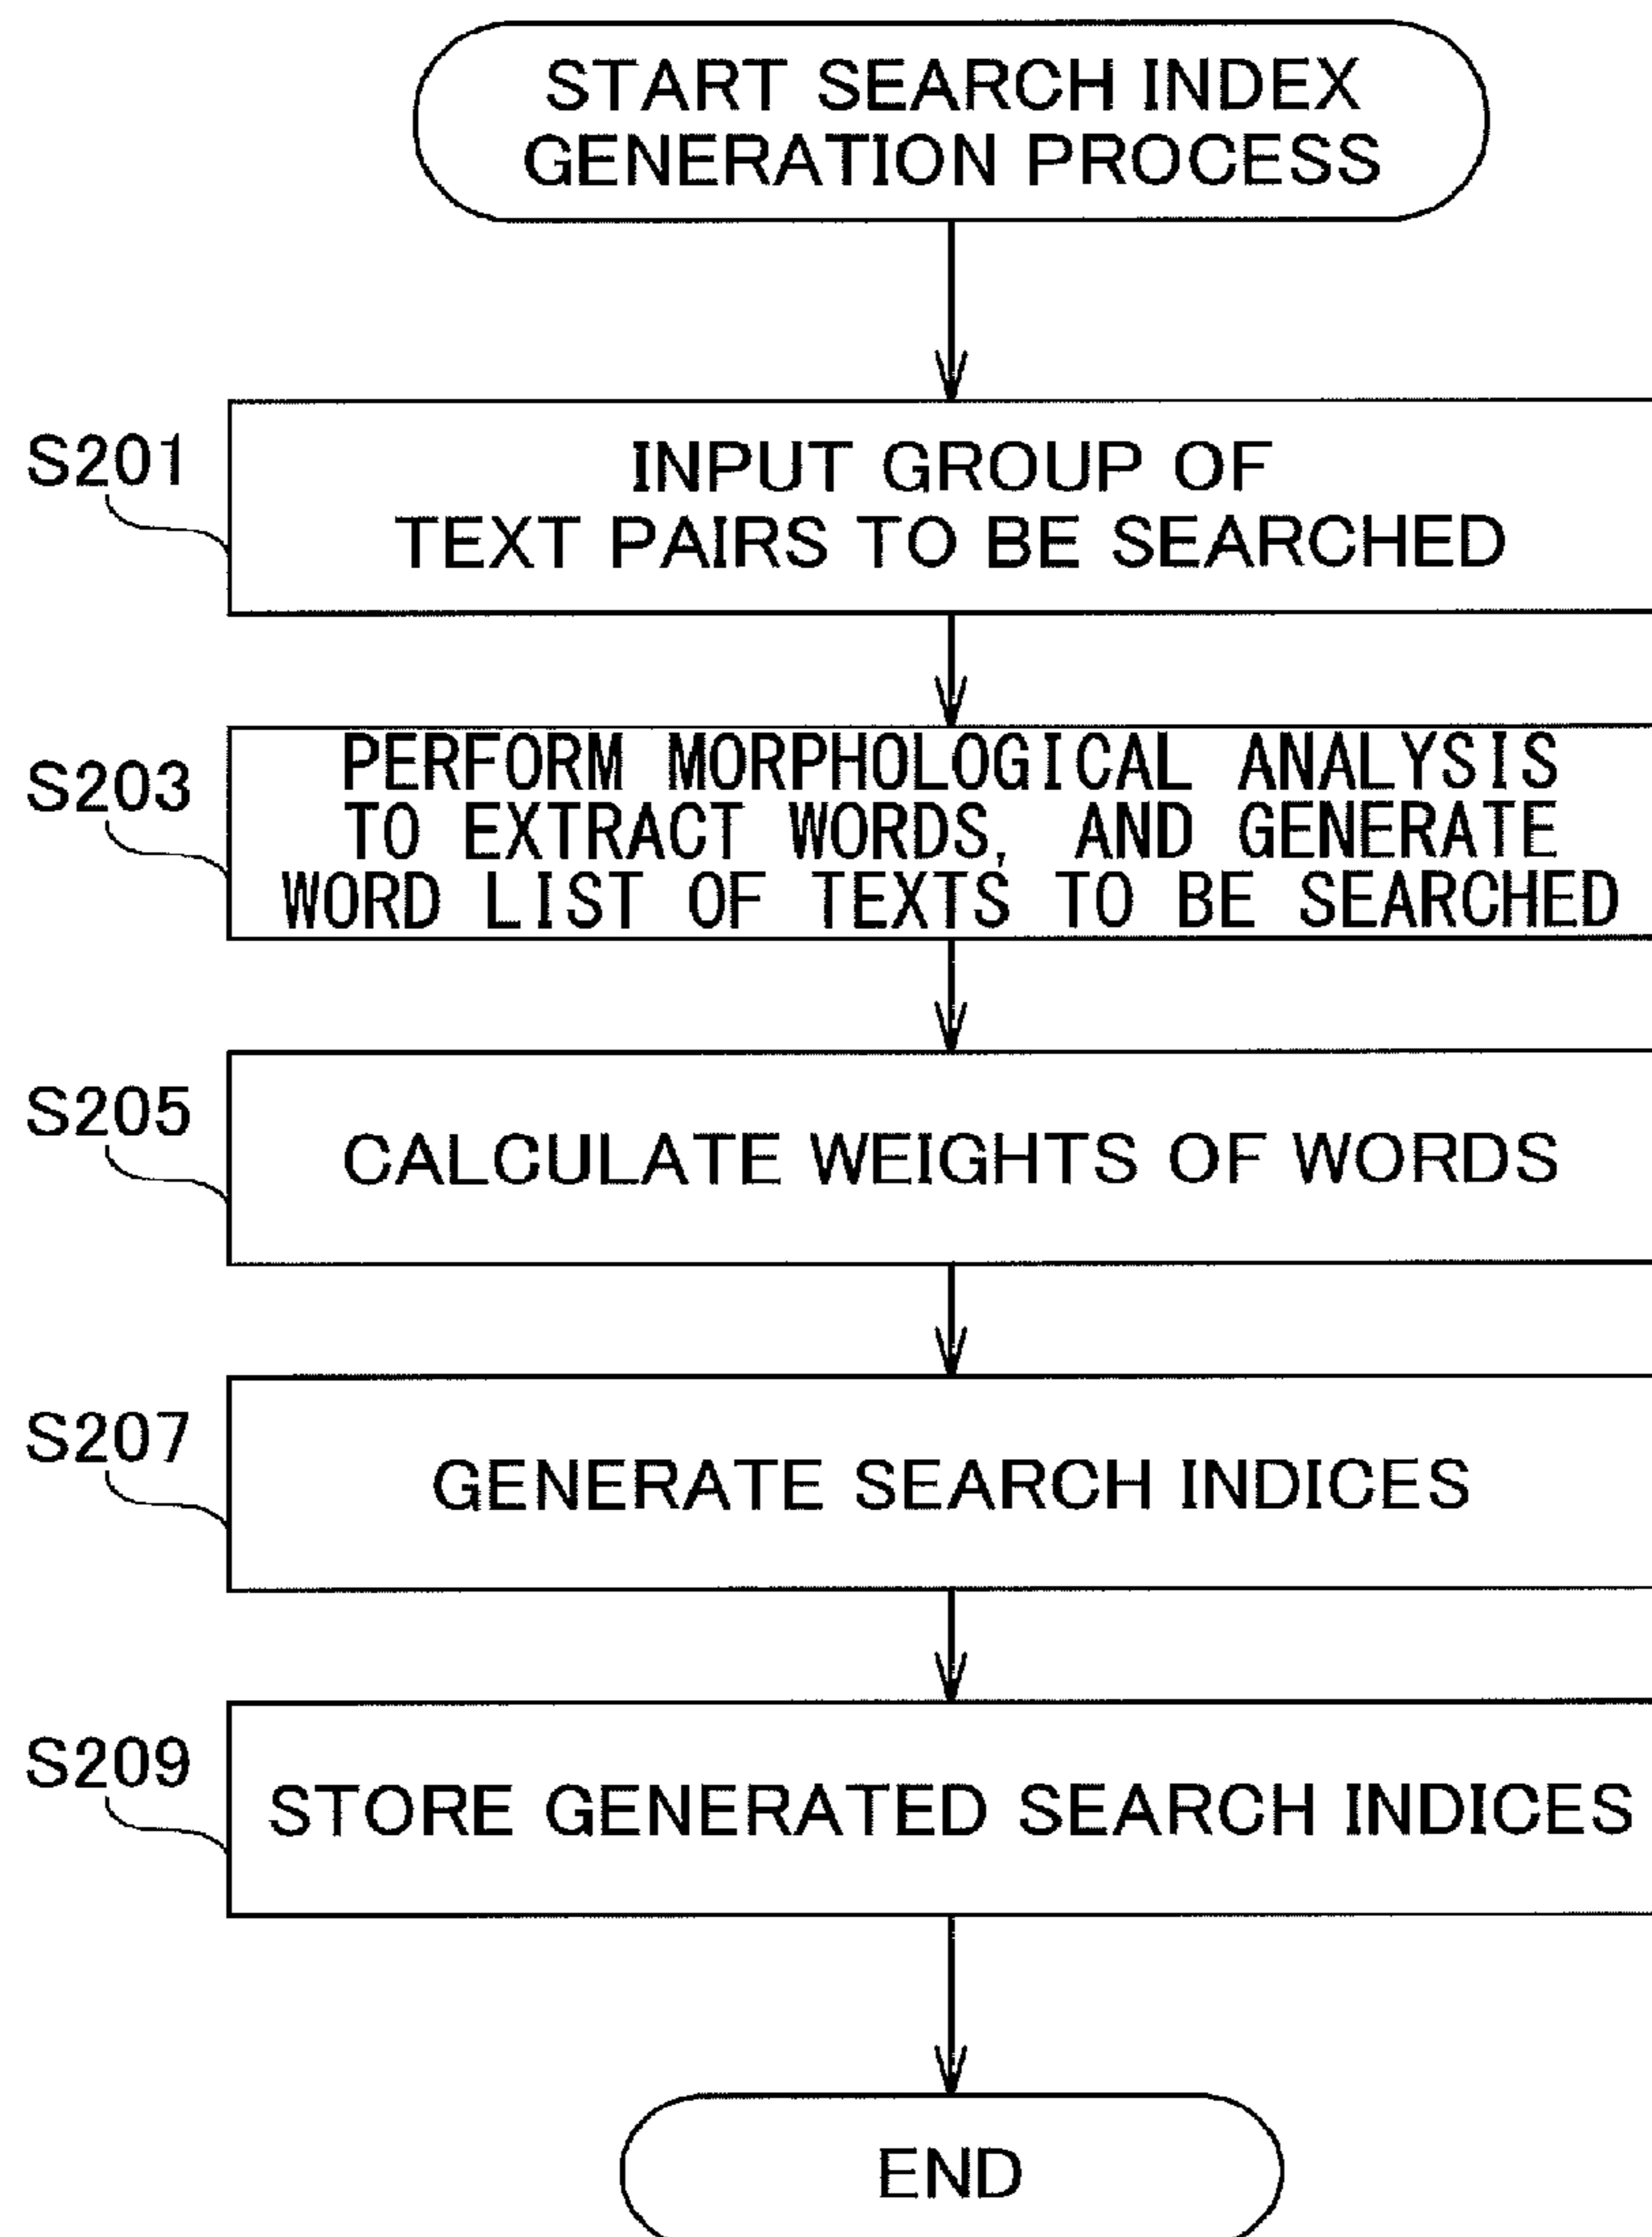 START SEARCH INDEX
GENERATION PROCESS
S201
INPUT GROUP OF
TEXT PAIRS TO BE SEARCHED
S203
PERFORM MORPHOLOGICAL ANALYSIS
TO EXTRACT WORDS, AND GENERATE
WORD LIST OF TEXTS TO BE SEARCHED
S205
CALCULATE WEIGHTS OF WORDS
S207
GENERATE SEARCH INDICES
S209
STORE GENERATED SEARCH INDICES
END